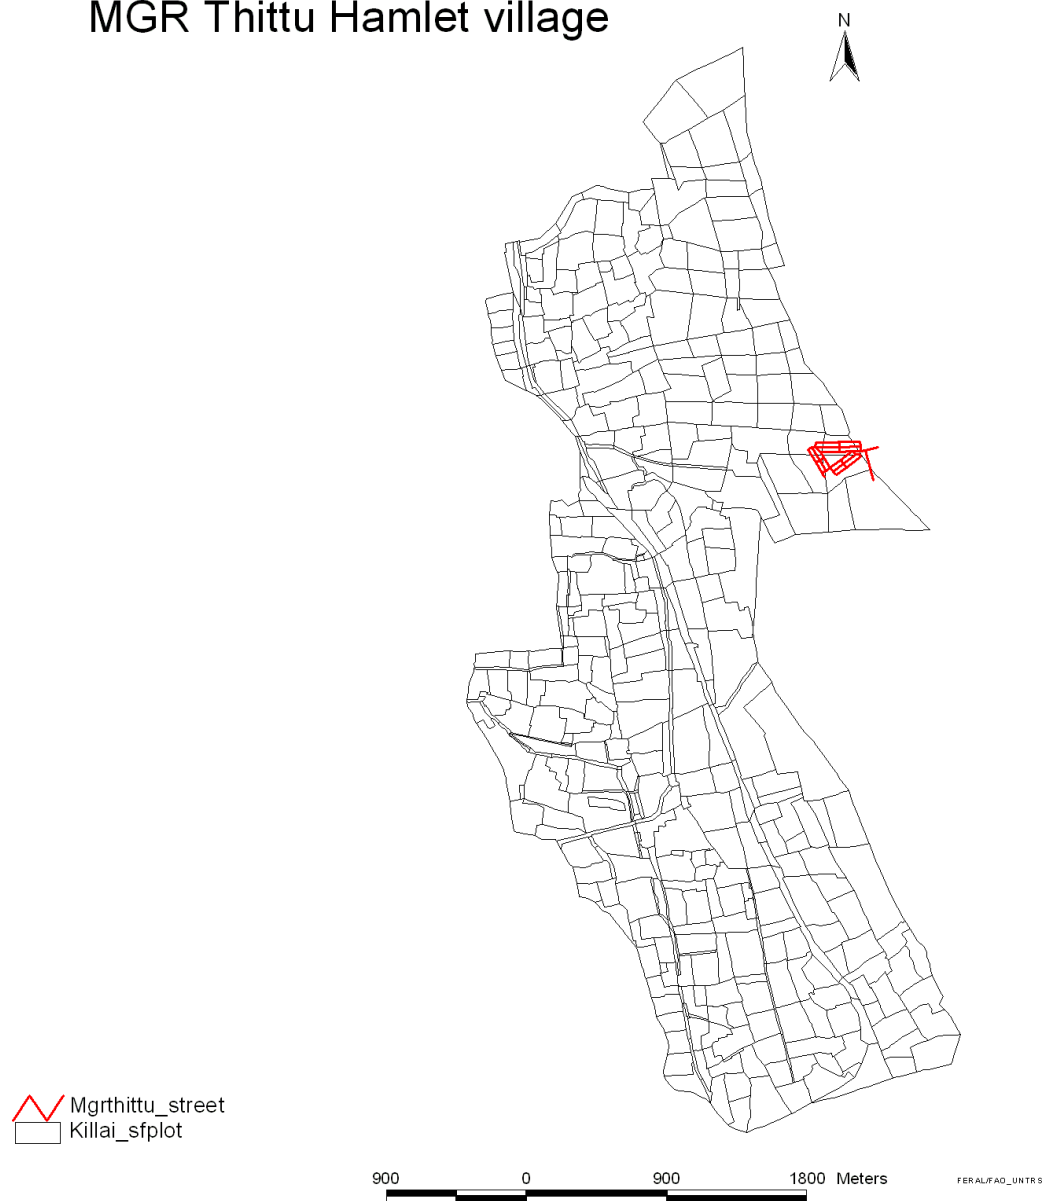 MGR Thittu Hamlet village
N
Mgrthittu_street
Killai_sfplot
900 0 900 1800 Meters
FERAL/FAO_UNTRS